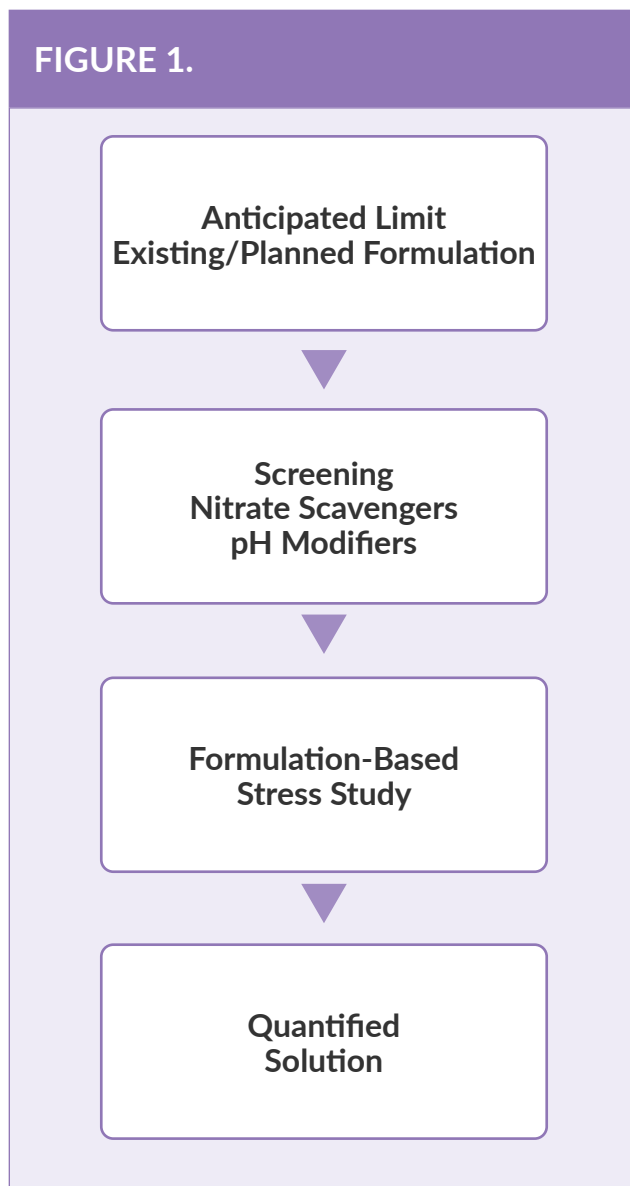 FIGURE 1.
Anticipated Limit
Existing/Planned Formulation
Screening
Nitrate Scavengers
pH Modifiers
Formulation-Based
Stress Study
Quantified
Solution